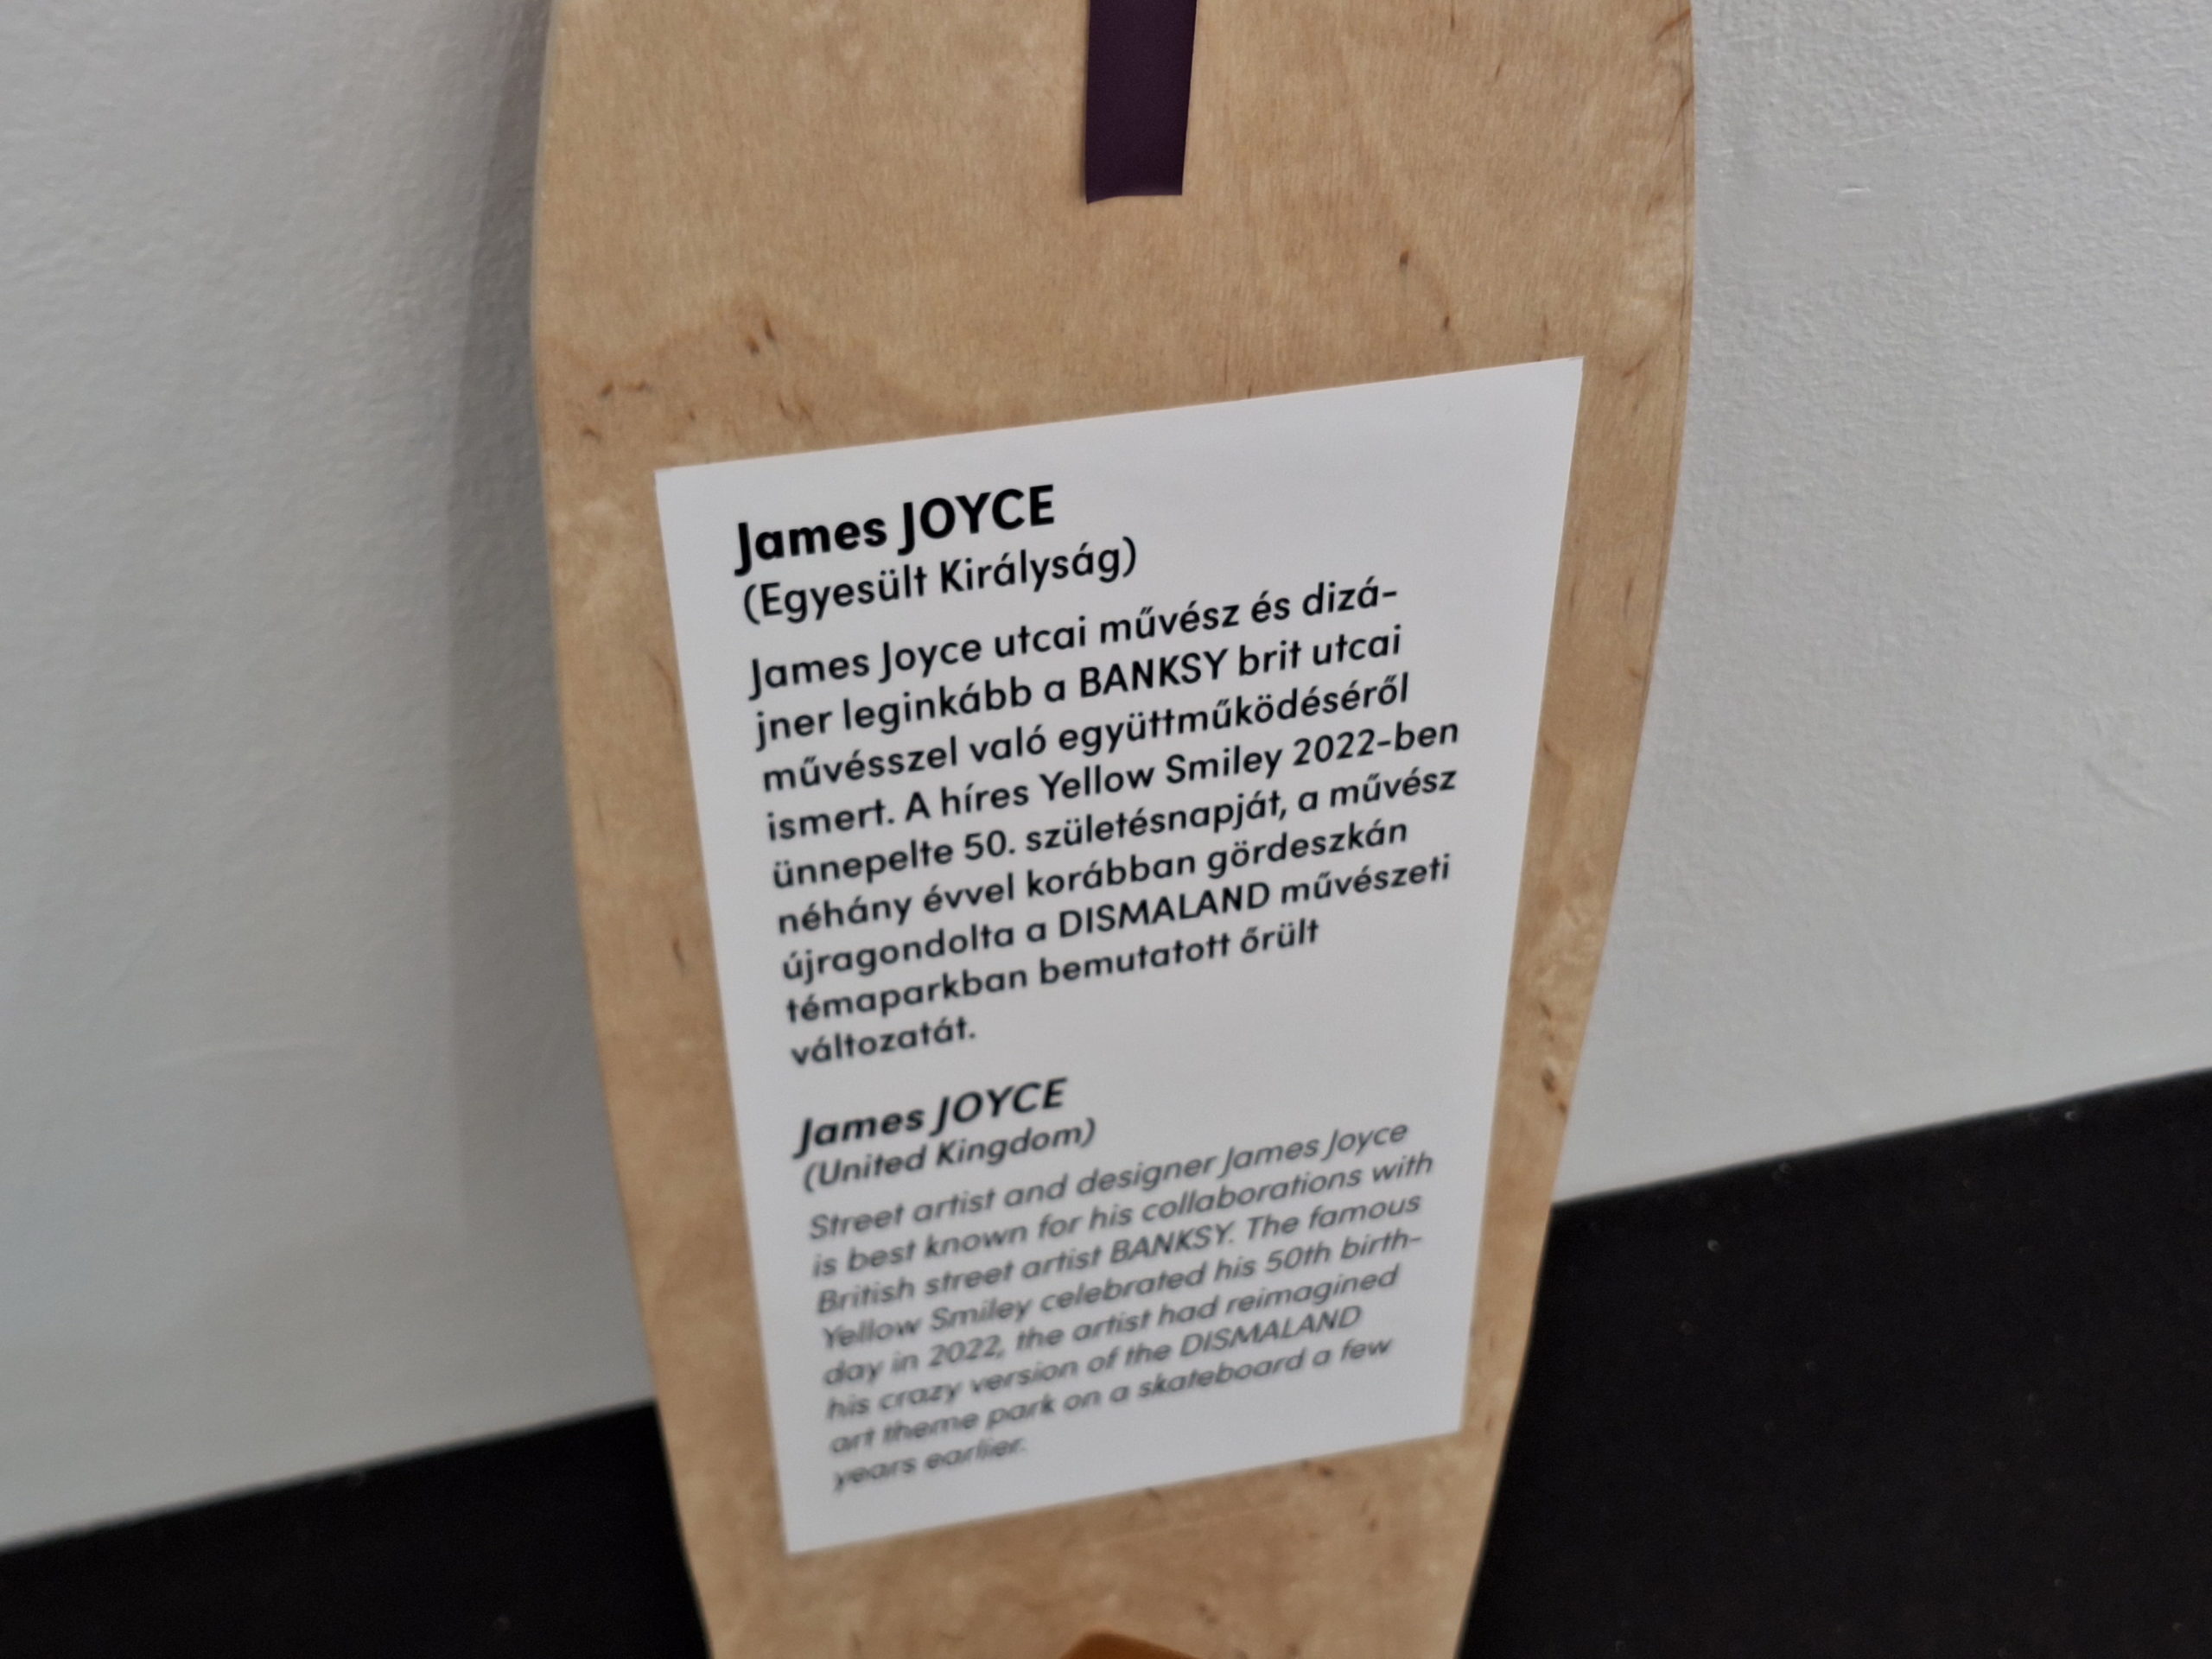 James JOYCE
(Egyesült Királyság)
James Joyce utcai művész és dizá-
jner leginkább a BANKSY brit utcai
művésszel való együttműködéséről
ismert. A híres Yellow Smiley 2022-ben
ünnepelte 50. születésnapját, a művész
néhány évvel korábban gördeszkán
újragondolta a DISMALAND művészeti
témaparkban bemutatott őrült
változatát.
James JOYCE
(United Kingdom)
Street artist and designer James Joyce
is best known for his collaborations with
British street artist BANKSY. The famous
Yellow Smiley celebrated his 50th birth-
day in 2022, the artist had reimagined
his crazy version of the DISMALAND
art theme park on a skateboard a few
years earlier.